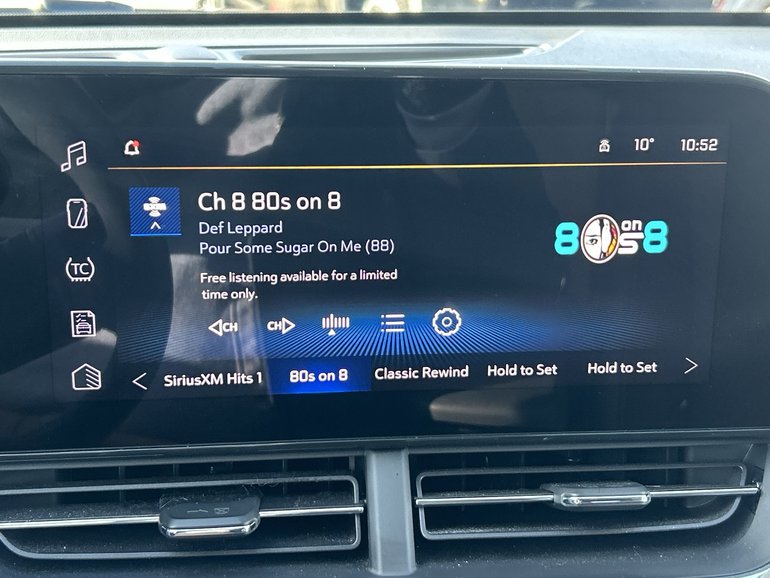 10° 10:52
Ch 8 80s on 8
Def Leppard
Pour Some Sugar On Me (88)
80s on 8
Free listening available for a limited
time only.
TC
CH CH
SiriusXM Hits 1 80s on 8 Classic Rewind Hold to Set Hold to Set